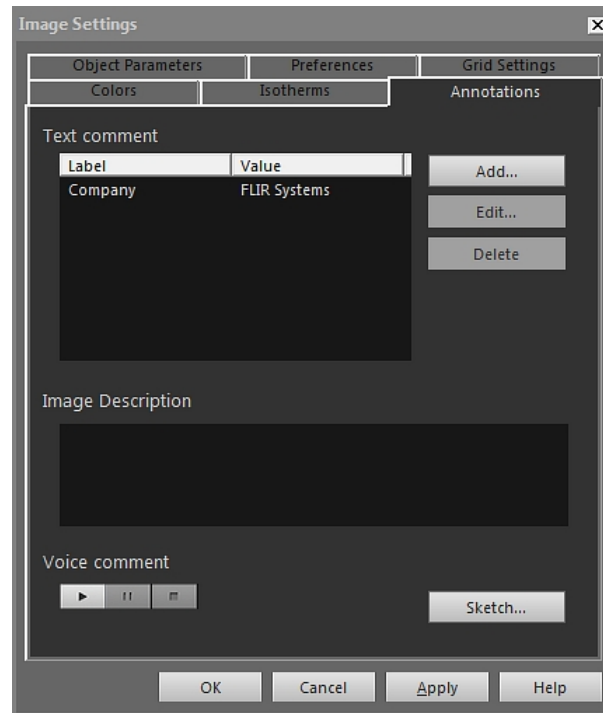 Image Settings
Object Parameters Preferences Grid Settings
Colors Isotherms Annotations
Text comment
Label Value
Company FLIR Systems
Add...
Edit...
Delete
Image Description
Voice comment
Sketch...
OK Cancel Apply Help